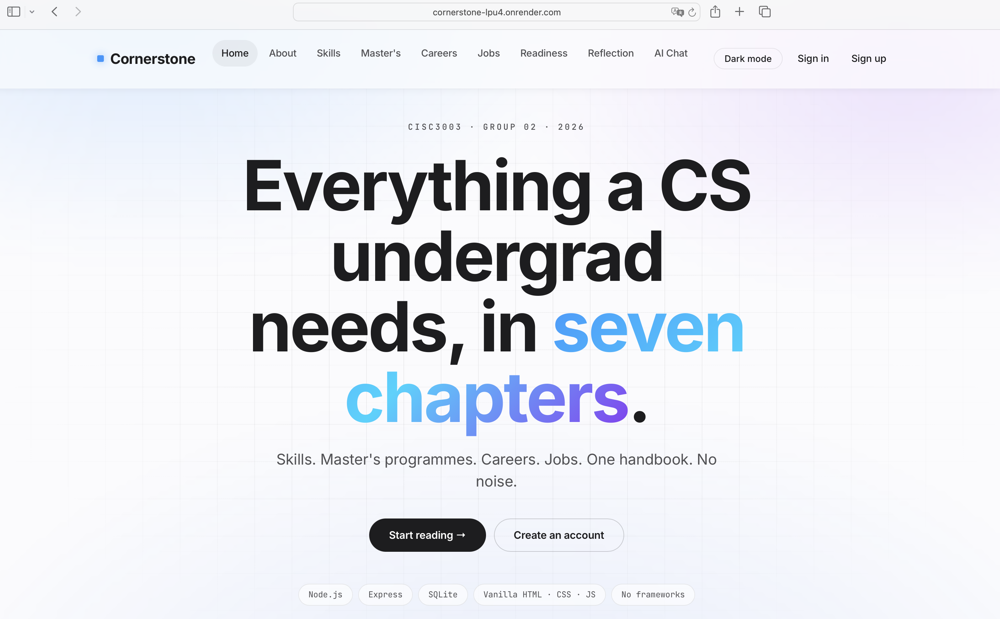 cornerstone-lpu4.onrender.com
Cornerstone Home About Skills Master's Careers Jobs Readiness Reflection AI Chat Dark mode Sign in Sign up
CISC3003 · GROUP 02 · 2026
Everything a CS
undergrad
needs, in seven
chapters.
Skills. Master's programmes. Careers. Jobs. One handbook. No
noise.
Start reading → Create an account
Node.js Express SQLite Vanilla HTML · CSS · JS No frameworks